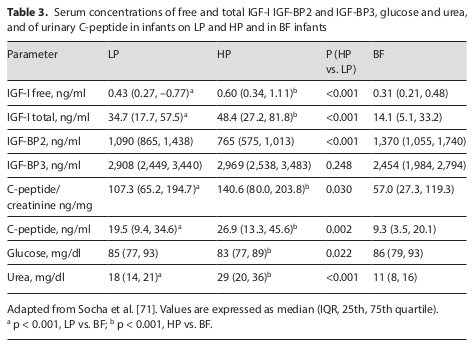 Table 3. Serum concentrations of free and total IGF-I IGF-BP2 and IGF-BP3, glucose and urea,
and of urinary C-peptide in infants on LP and HP and in BF infants
Parameter LP HP P (HP vs. LP) BF
IGF-I free, ng/ml 0.43 (0.27, –0.77)ᵃ 0.60 (0.34, 1.11)ᵇ <0.001 0.31 (0.21, 0.48)
IGF-I total, ng/ml 34.7 (17.7, 57.5)ᵃ 48.4 (27.2, 81.8)ᵇ <0.001 14.1 (5.1, 33.2)
IGF-BP2, ng/ml 1,090 (865, 1,438) 765 (575, 1,013) <0.001 1,370 (1,055, 1,740)
IGF-BP3, ng/ml 2,908 (2,449, 3,440) 2,969 (2,538, 3,483) 0.248 2,454 (1,984, 2,794)
C-peptide/ creatinine ng/mg 107.3 (65.2, 194.7)ᵃ 140.6 (80.0, 203.8)ᵇ 0.030 57.0 (27.3, 119.3)
C-peptide, ng/ml 19.5 (9.4, 34.6)ᵃ 26.9 (13.3, 45.6)ᵇ 0.002 9.3 (3.5, 20.1)
Glucose, mg/dl 85 (77, 93) 83 (77, 89)ᵇ 0.022 86 (79, 93)
Urea, mg/dl 18 (14, 21)ᵃ 29 (20, 36)ᵇ <0.001 11 (8, 16)
Adapted from Socha et al. [71]. Values are expressed as median (IQR, 25th, 75th quartile).
ᵃ p < 0.001, LP vs. BF; ᵇ p < 0.001, HP vs. BF.